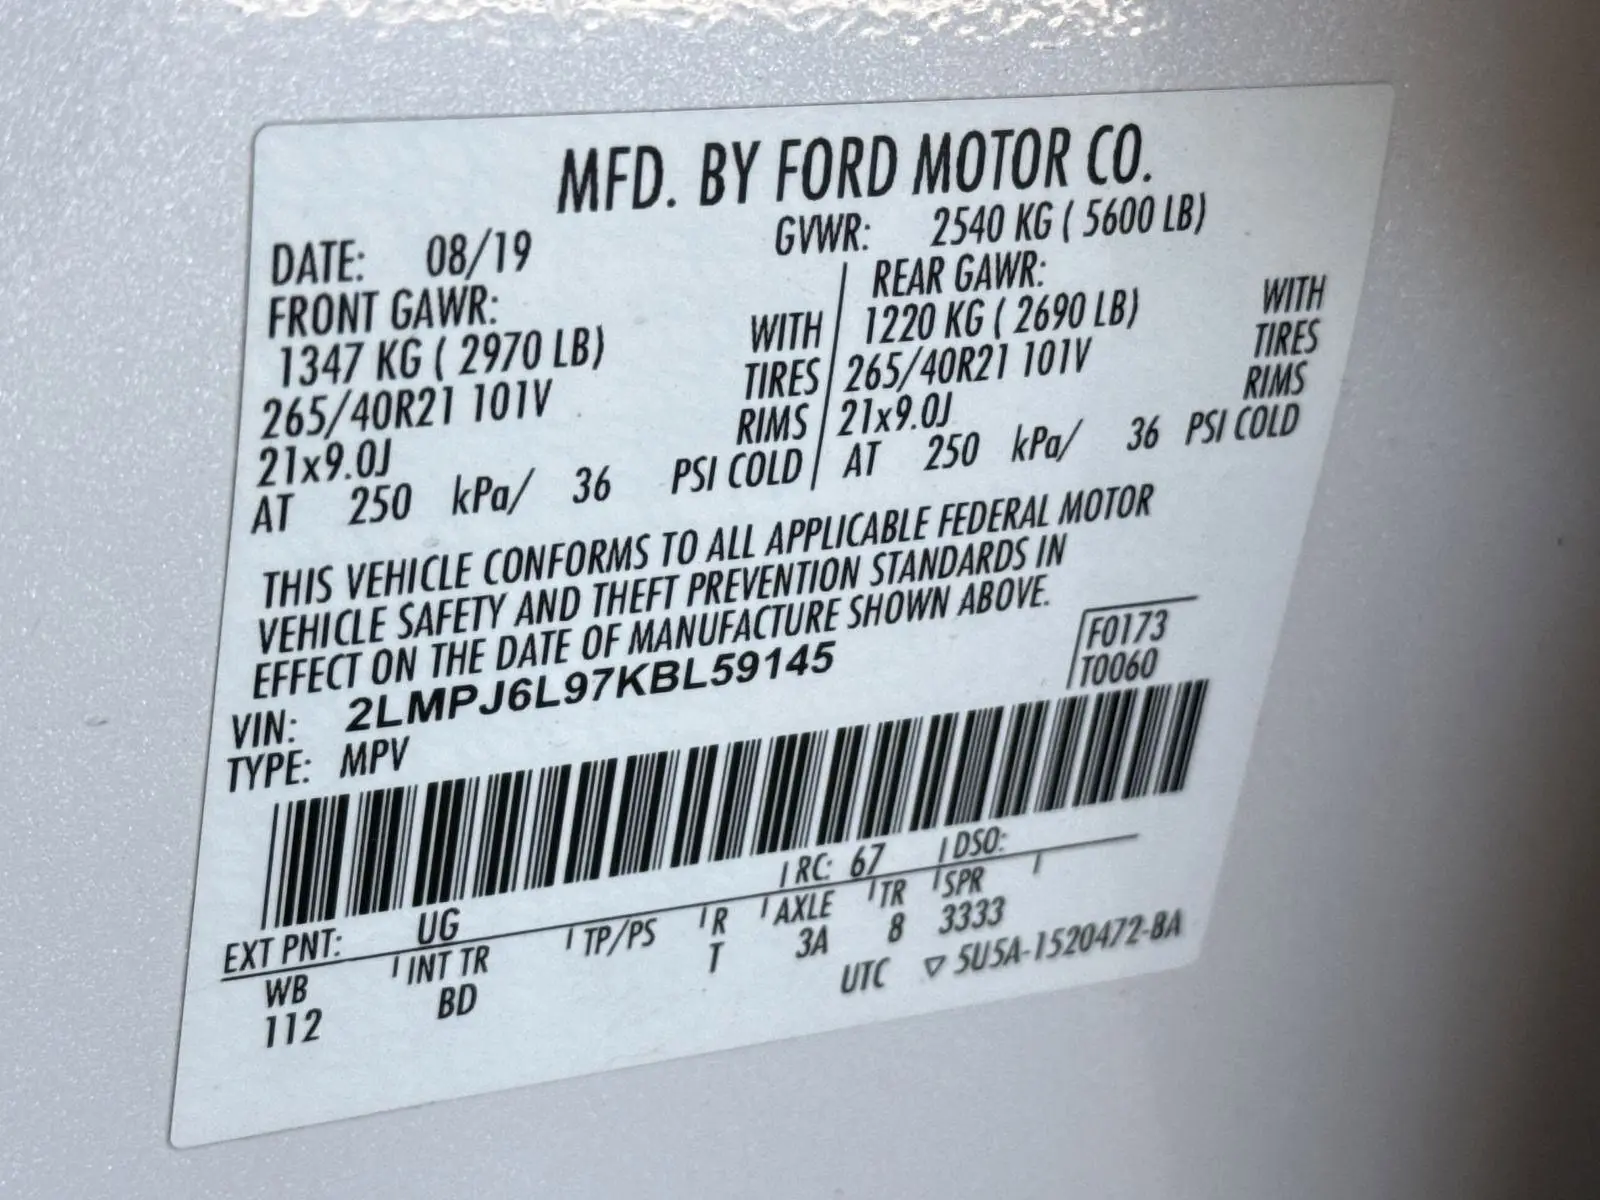 MFD. BY FORD MOTOR CO.
DATE: 08/19 GVWR: 2540 KG ( 5600 LB)
FRONT GAWR: REAR GAWR:
1347 KG ( 2970 LB) WITH 1220 KG ( 2690 LB) WITH
265/40R21 101V TIRES 265/40R21 101V TIRES
21x9.0J RIMS 21x9.0J RIMS
AT 250 kPa/ 36 PSI COLD AT 250 kPa/ 36 PSI COLD
THIS VEHICLE CONFORMS TO ALL APPLICABLE FEDERAL MOTOR
VEHICLE SAFETY AND THEFT PREVENTION STANDARDS IN
EFFECT ON THE DATE OF MANUFACTURE SHOWN ABOVE.
F0173
VIN: 2LMPJ6L97KBL59145 T0060
TYPE: MPV
EXT PNT: UG RC: 67 DSO:
WB INT TR TP/PS R AXLE TR SPR
112 BD T 3A 8 3333
UTC ▽ 5U5A-1520472-BA